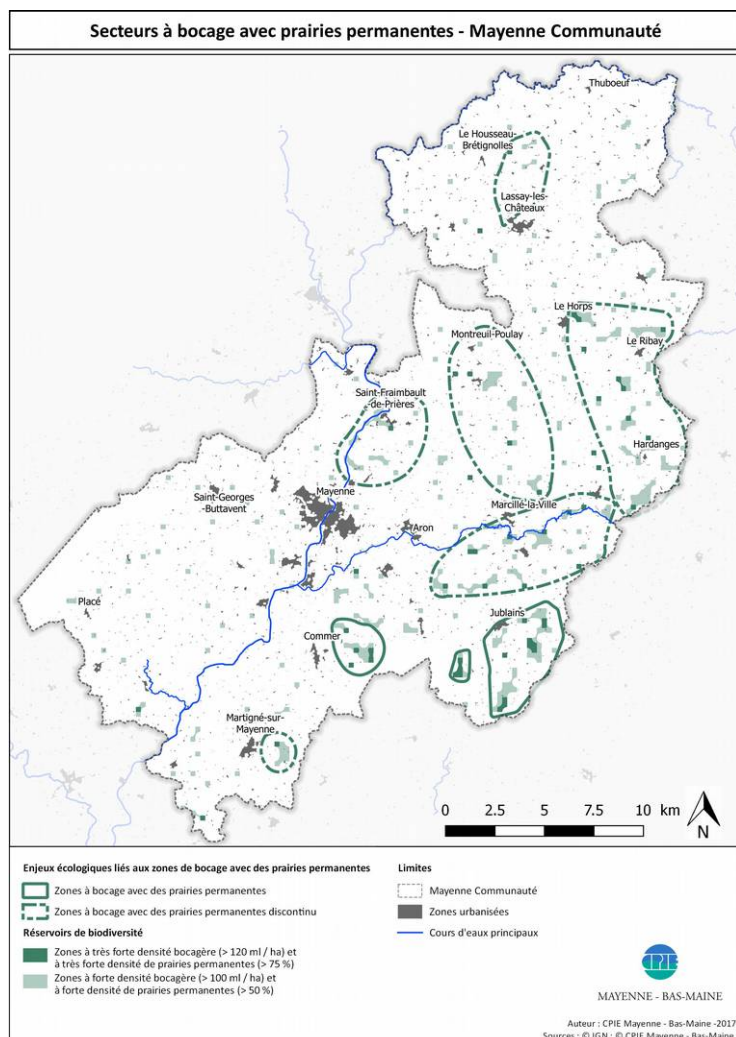 Secteurs à bocage avec prairies permanentes - Mayenne Communauté
Thuboeuf
Le Housseau-
Brétignolles
Lassay-les-
Châteaux
Le Horps
Montreuil-Poulay
Le Ribay
Saint-Fraimbault
-de-Prières
Hardanges
Saint-Georges
-Buttavent
Mayenne
Marcillé-la-Ville
Aron
Placé
Jublains
Commer
Martigné-sur-
Mayenne
0 2.5 5 7.5 10 km
N
Enjeux écologiques liés aux zones de bocage avec des prairies permanentes
Zones à bocage avec des prairies permanentes
Zones à bocage avec des prairies permanentes discontinu
Réservoirs de biodiversité
Zones à très forte densité bocagère (> 120 ml / ha) et
à très forte densité de prairies permanentes (> 75 %)
Zones à forte densité bocagère (> 100 ml / ha) et
à forte densité de prairies permanentes (> 50 %)
Limites
Mayenne Communauté
Zones urbanisées
Cours d'eaux principaux
CPIE
MAYENNE - BAS-MAINE
Auteur : CPIE Mayenne - Bas-Maine -2017
Sources : © IGN ; © CPIE Mayenne - Bas-Maine